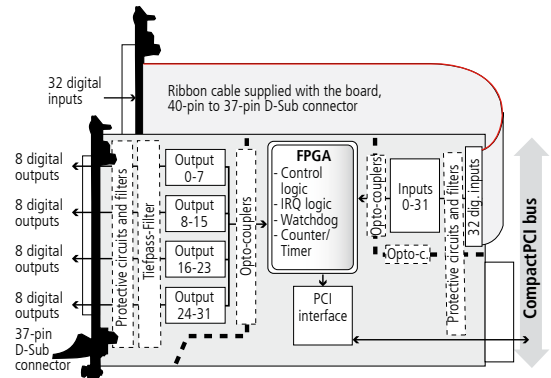 32 digital
inputs
Ribbon cable supplied with the board,
40-pin to 37-pin D-Sub connector
8 digital
outputs
8 digital
outputs
8 digital
outputs
8 digital
outputs
37-pin
D-Sub
connector
Protective circuits and filters
Tiefpass-Filter
Output
0-7
Output
8-15
Output
16-23
Output
24-31
Opto-couplers
FPGA
- Control
logic
- IRQ logic
- Watchdog
- Counter/
Timer
PCI
interface
Opto-couplers
Inputs
0-31
Opto-c.
Protective circuits and filters
32 dig. inputs
CompactPCI bus